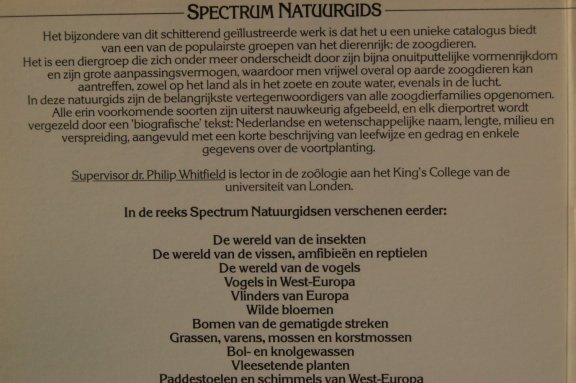 SPECTRUM NATUURGIDS
Het bijzondere van dit schitterend geïllustreerde werk is dat het u een unieke catalogus biedt
van een van de populairste groepen van het dierenrijk: de zoogdieren.
Het is een diergroep die zich onder meer onderscheidt door zijn bijna onuitputtelijke vormenrijkdom
en zijn grote aanpassingsvermogen, waardoor men vrijwel overal op aarde zoogdieren kan
aantreffen, zowel op het land als in het zoete en zoute water, evenals in de lucht.
In deze natuurgids zijn de belangrijkste vertegenwoordigers van alle zoogdierfamilies opgenomen.
Alle erin voorkomende soorten zijn uiterst nauwkeurig afgebeeld, en elk dierportret wordt
vergezeld door een 'biografische' tekst: Nederlandse en wetenschappelijke naam, lengte, milieu en
verspreiding, aangevuld met een korte beschrijving van leefwijze en gedrag en enkele
gegevens over de voortplanting.
Supervisor dr. Philip Whitfield is lector in de zoölogie aan het King's College van de
universiteit van Londen.
In de reeks Spectrum Natuurgidsen verschenen eerder:
De wereld van de insekten
De wereld van de vissen, amfibieën en reptielen
De wereld van de vogels
Vogels in West-Europa
Vlinders van Europa
Wilde bloemen
Bomen van de gematigde streken
Grassen, varens, mossen en korstmossen
Bol- en knolgewassen
Vleesetende planten
Paddestoelen en schimmels van West-Europa